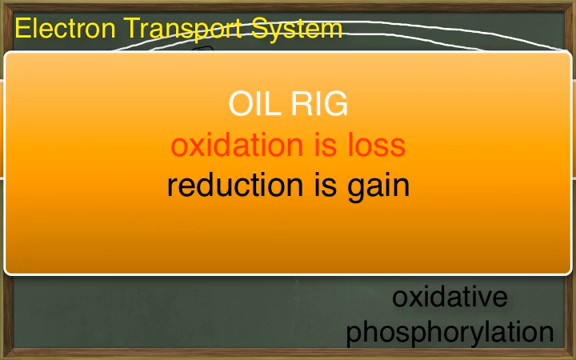 Electron Transport System
OIL RIG
oxidation is loss
reduction is gain
oxidative
phosphorylation